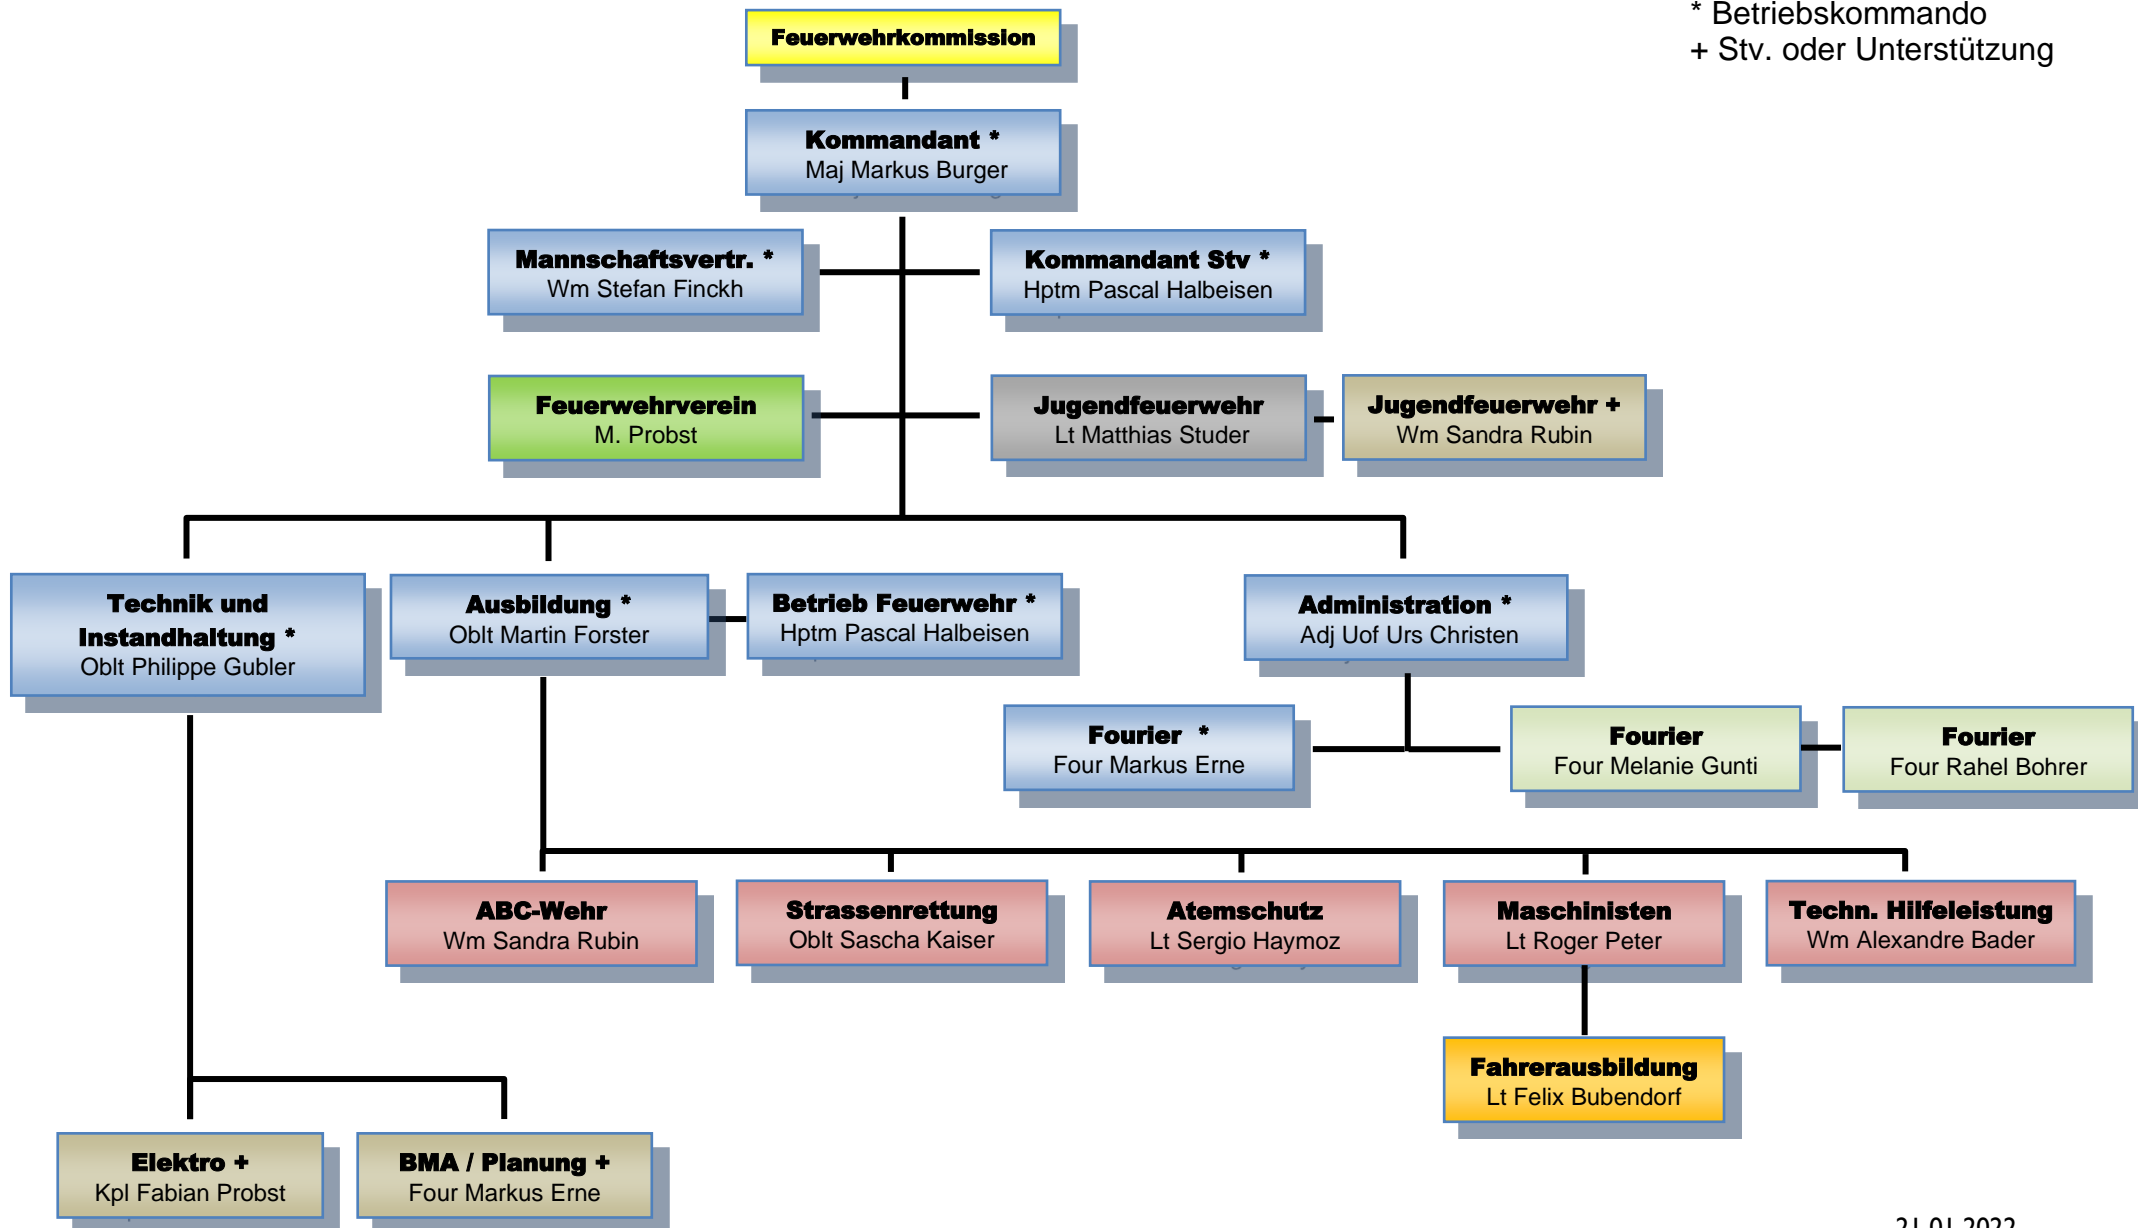 * Betriebskommando
+ Stv. oder Unterstützung
Feuerwehrkommission
Kommandant *
Maj Markus Burger
Mannschaftsvertr. *
Wm Stefan Finckh
Kommandant Stv *
Hptm Pascal Halbeisen
Feuerwehrverein
M. Probst
Jugendfeuerwehr
Lt Matthias Studer
Jugendfeuerwehr +
Wm Sandra Rubin
Technik und
Instandhaltung *
Oblt Philippe Gubler
Ausbildung *
Oblt Martin Forster
Betrieb Feuerwehr *
Hptm Pascal Halbeisen
Administration *
Adj Uof Urs Christen
Fourier *
Four Markus Erne
Fourier
Four Melanie Gunti
Fourier
Four Rahel Bohrer
ABC-Wehr
Wm Sandra Rubin
Strassenrettung
Oblt Sascha Kaiser
Atemschutz
Lt Sergio Haymoz
Maschinisten
Lt Roger Peter
Techn. Hilfeleistung
Wm Alexandre Bader
Fahrerausbildung
Lt Felix Bubendorf
Elektro +
Kpl Fabian Probst
BMA / Planung +
Four Markus Erne
21.01.2022